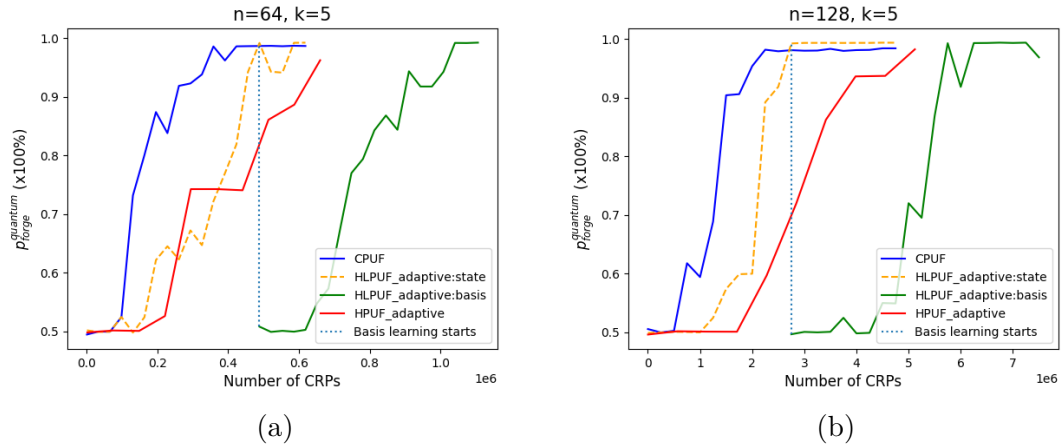 n=64, k=5
p^{quantum}_{forge} (x100%)
1.0
0.9
0.8
0.7
0.6
0.5
CPUF
HLPUF_adaptive:state
HLPUF_adaptive:basis
HPUF_adaptive
Basis learning starts
0.0 0.2 0.4 0.6 0.8 1.0
1e6
Number of CRPs
(a)
n=128, k=5
p^{quantum}_{forge} (x100%)
1.0
0.9
0.8
0.7
0.6
0.5
CPUF
HLPUF_adaptive:state
HLPUF_adaptive:basis
HPUF_adaptive
Basis learning starts
0 1 2 3 4 5 6 7
1e6
Number of CRPs
(b)